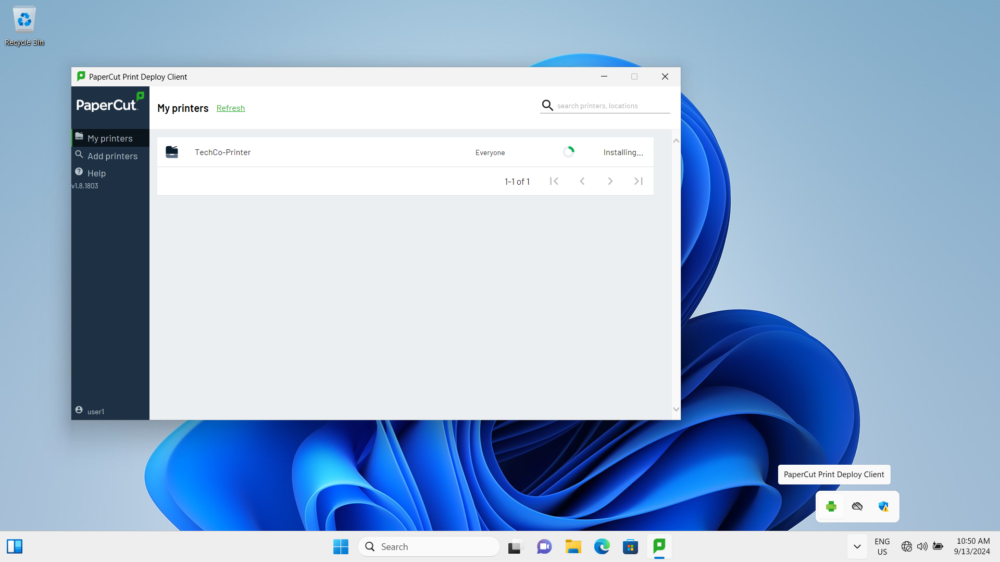 Recycle Bin
PaperCut Print Deploy Client
PaperCut
My printers
Refresh
search printers, locations
My printers
Add printers
Help
v1.8.1803
user1
TechCo-Printer
Everyone
Installing...
1-1 of 1
PaperCut Print Deploy Client
Search
ENG
US
10:50 AM
9/13/2024